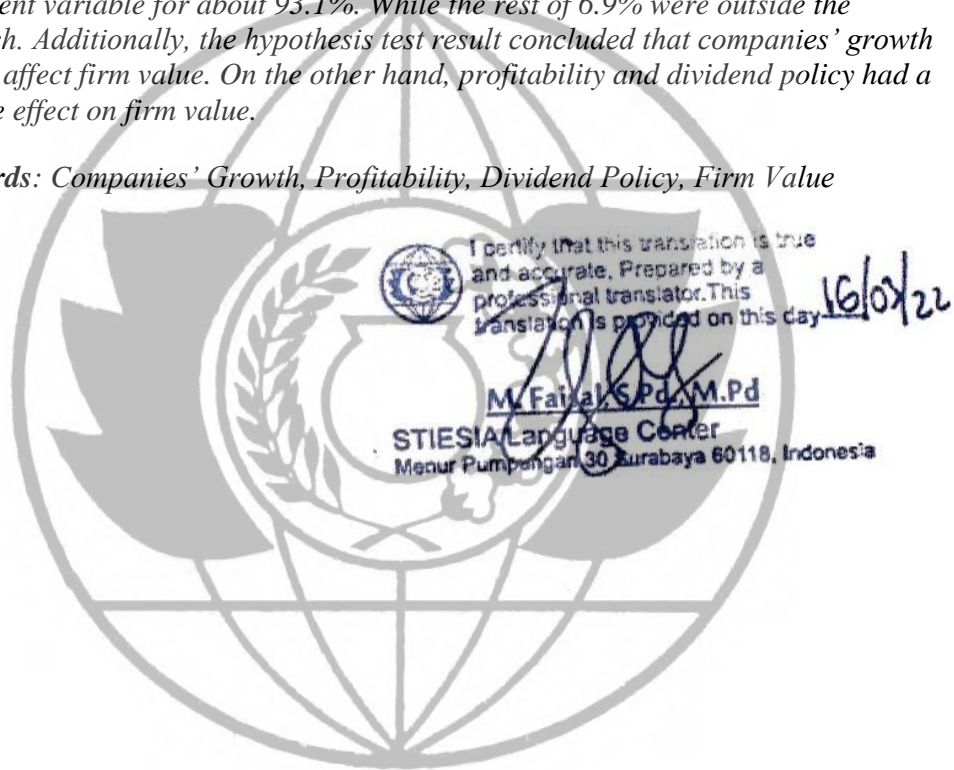 ent variable for about 93.1%. While the rest of 6.9% were outside the
h. Additionally, the hypothesis test result concluded that companies’ growth
affect firm value. On the other hand, profitability and dividend policy had a
e effect on firm value.
rds: Companies’ Growth, Profitability, Dividend Policy, Firm Value
I certify that this translation is true
and accurate. Prepared by a
professional translator. This
translation is provided on this day 16/03/22
M. Faisal, S.Pd., M.Pd
STIESIA Language Center
Menur Pumpungan 30 Surabaya 60118, Indonesia